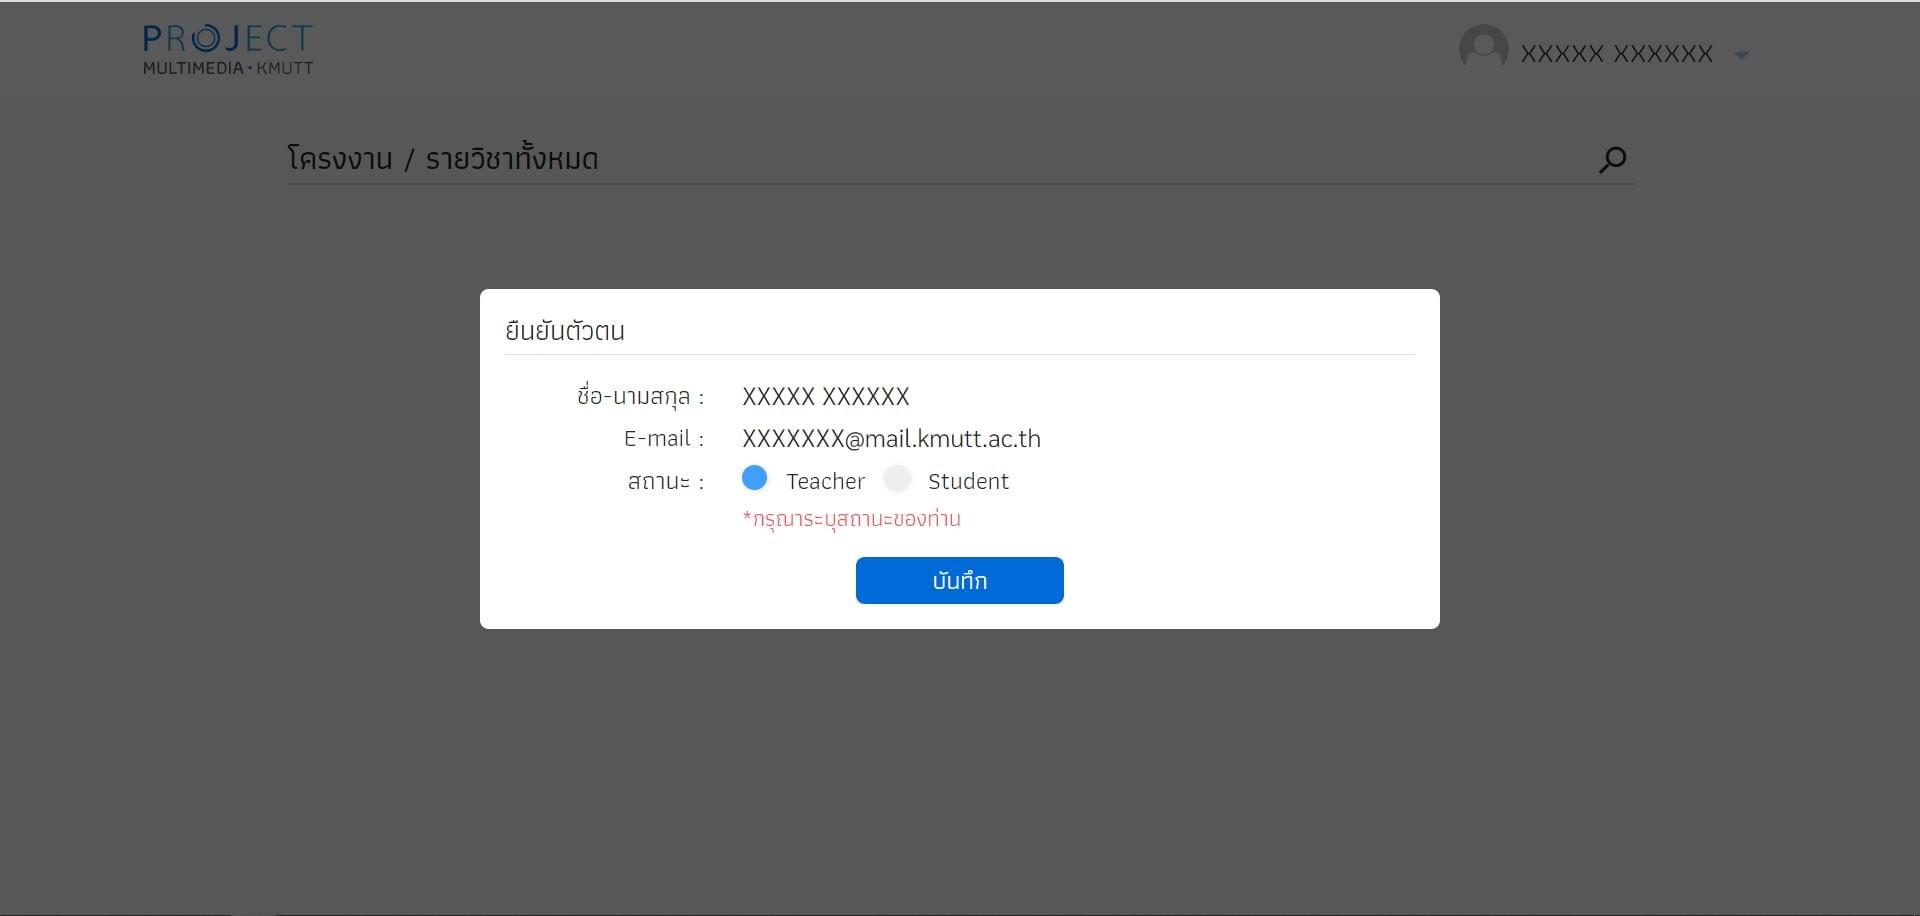 PROJECT
MULTIMEDIA • KMUTT
XXXXX XXXXXX
โครงงาน / รายวิชาทั้งหมด
ยืนยันตัวตน
ชื่อ-นามสกุล : XXXXX XXXXXX
E-mail : XXXXXXX@mail.kmutt.ac.th
สถานะ : Teacher Student
*กรุณาระบุสถานะของท่าน
บันทึก